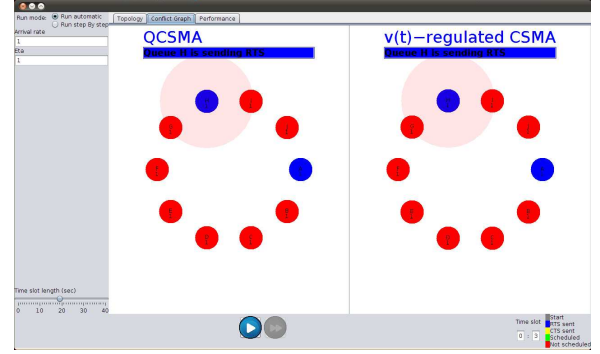 Run mode:
Run automatic
Run step By step
Arrival rate
1
Eta
1
Topology
Conflict Graph
Performance
QCSMA
Queue H is sending RTS
v(t)−regulated CSMA
Queue H is sending RTS
Time slot length (sec)
0 10 20 30 40
Time slot
0 : 3
Start
RTS sent
CTS sent
Scheduled
Not scheduled